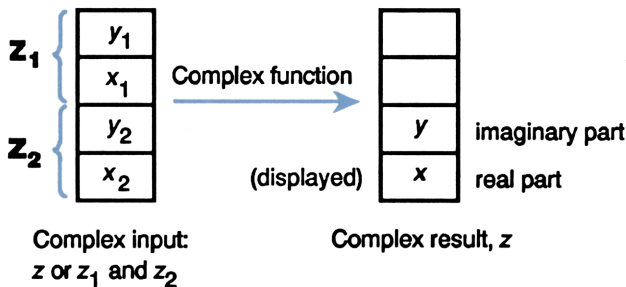 z₁
y₁
x₁
z₂
y₂
x₂
Complex function
y imaginary part
(displayed) x real part
Complex input:
z or z₁ and z₂
Complex result, z